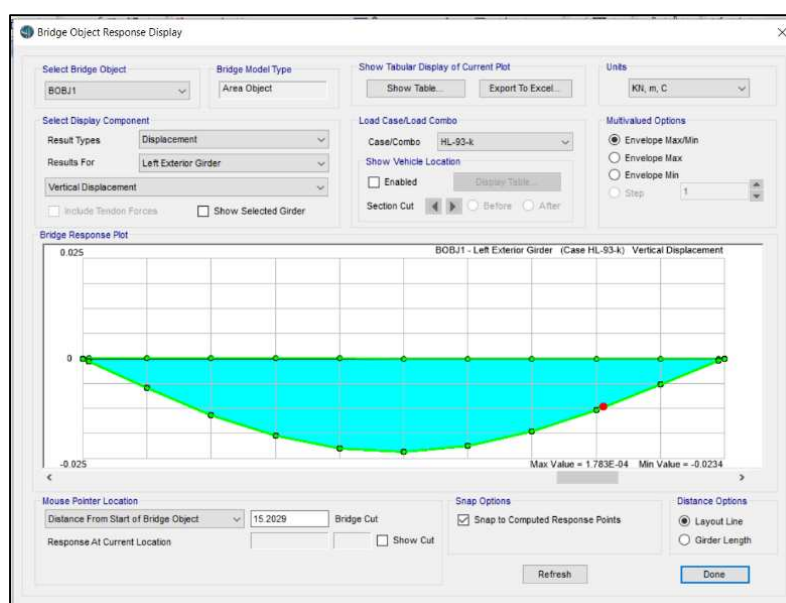 Bridge Object Response Display
Select Bridge Object
BOBJ1
Bridge Model Type
Area Object
Show Tabular Display of Current Plot
Show Table...
Export To Excel...
Units
KN, m, C
Select Display Component
Result Types
Displacement
Results For
Left Exterior Girder
Vertical Displacement
Include Tendon Forces
Show Selected Girder
Load Case/Load Combo
Case/Combo
HL-93-k
Show Vehicle Location
Enabled
Display Table...
Section Cut
Before
After
Multivalued Options
Envelope Max/Min
Envelope Max
Envelope Min
Step
1
Bridge Response Plot
BOBJ1 - Left Exterior Girder (Case HL-93-k) Vertical Displacement
0.025
0
-0.025
Max Value = 1.783E-04 Min Value = -0.0234
Mouse Pointer Location
Distance From Start of Bridge Object
15.2029
Bridge Cut
Response At Current Location
Show Cut
Snap Options
Snap to Computed Response Points
Distance Options
Layout Line
Girder Length
Refresh
Done